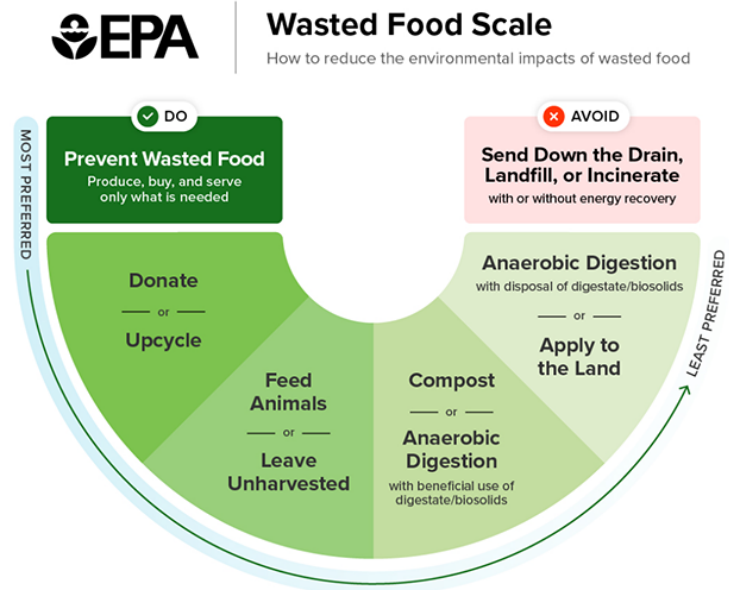 EPA
Wasted Food Scale
How to reduce the environmental impacts of wasted food
DO
AVOID
MOST PREFERRED
Prevent Wasted Food
Produce, buy, and serve
only what is needed
Send Down the Drain,
Landfill, or Incinerate
with or without energy recovery
Donate
or
Upcycle
Feed
Animals
or
Leave
Unharvested
Compost
or
Anaerobic
Digestion
with beneficial use of
digestate/biosolids
Anaerobic Digestion
with disposal of digestate/biosolids
or
Apply to
the Land
LEAST PREFERRED